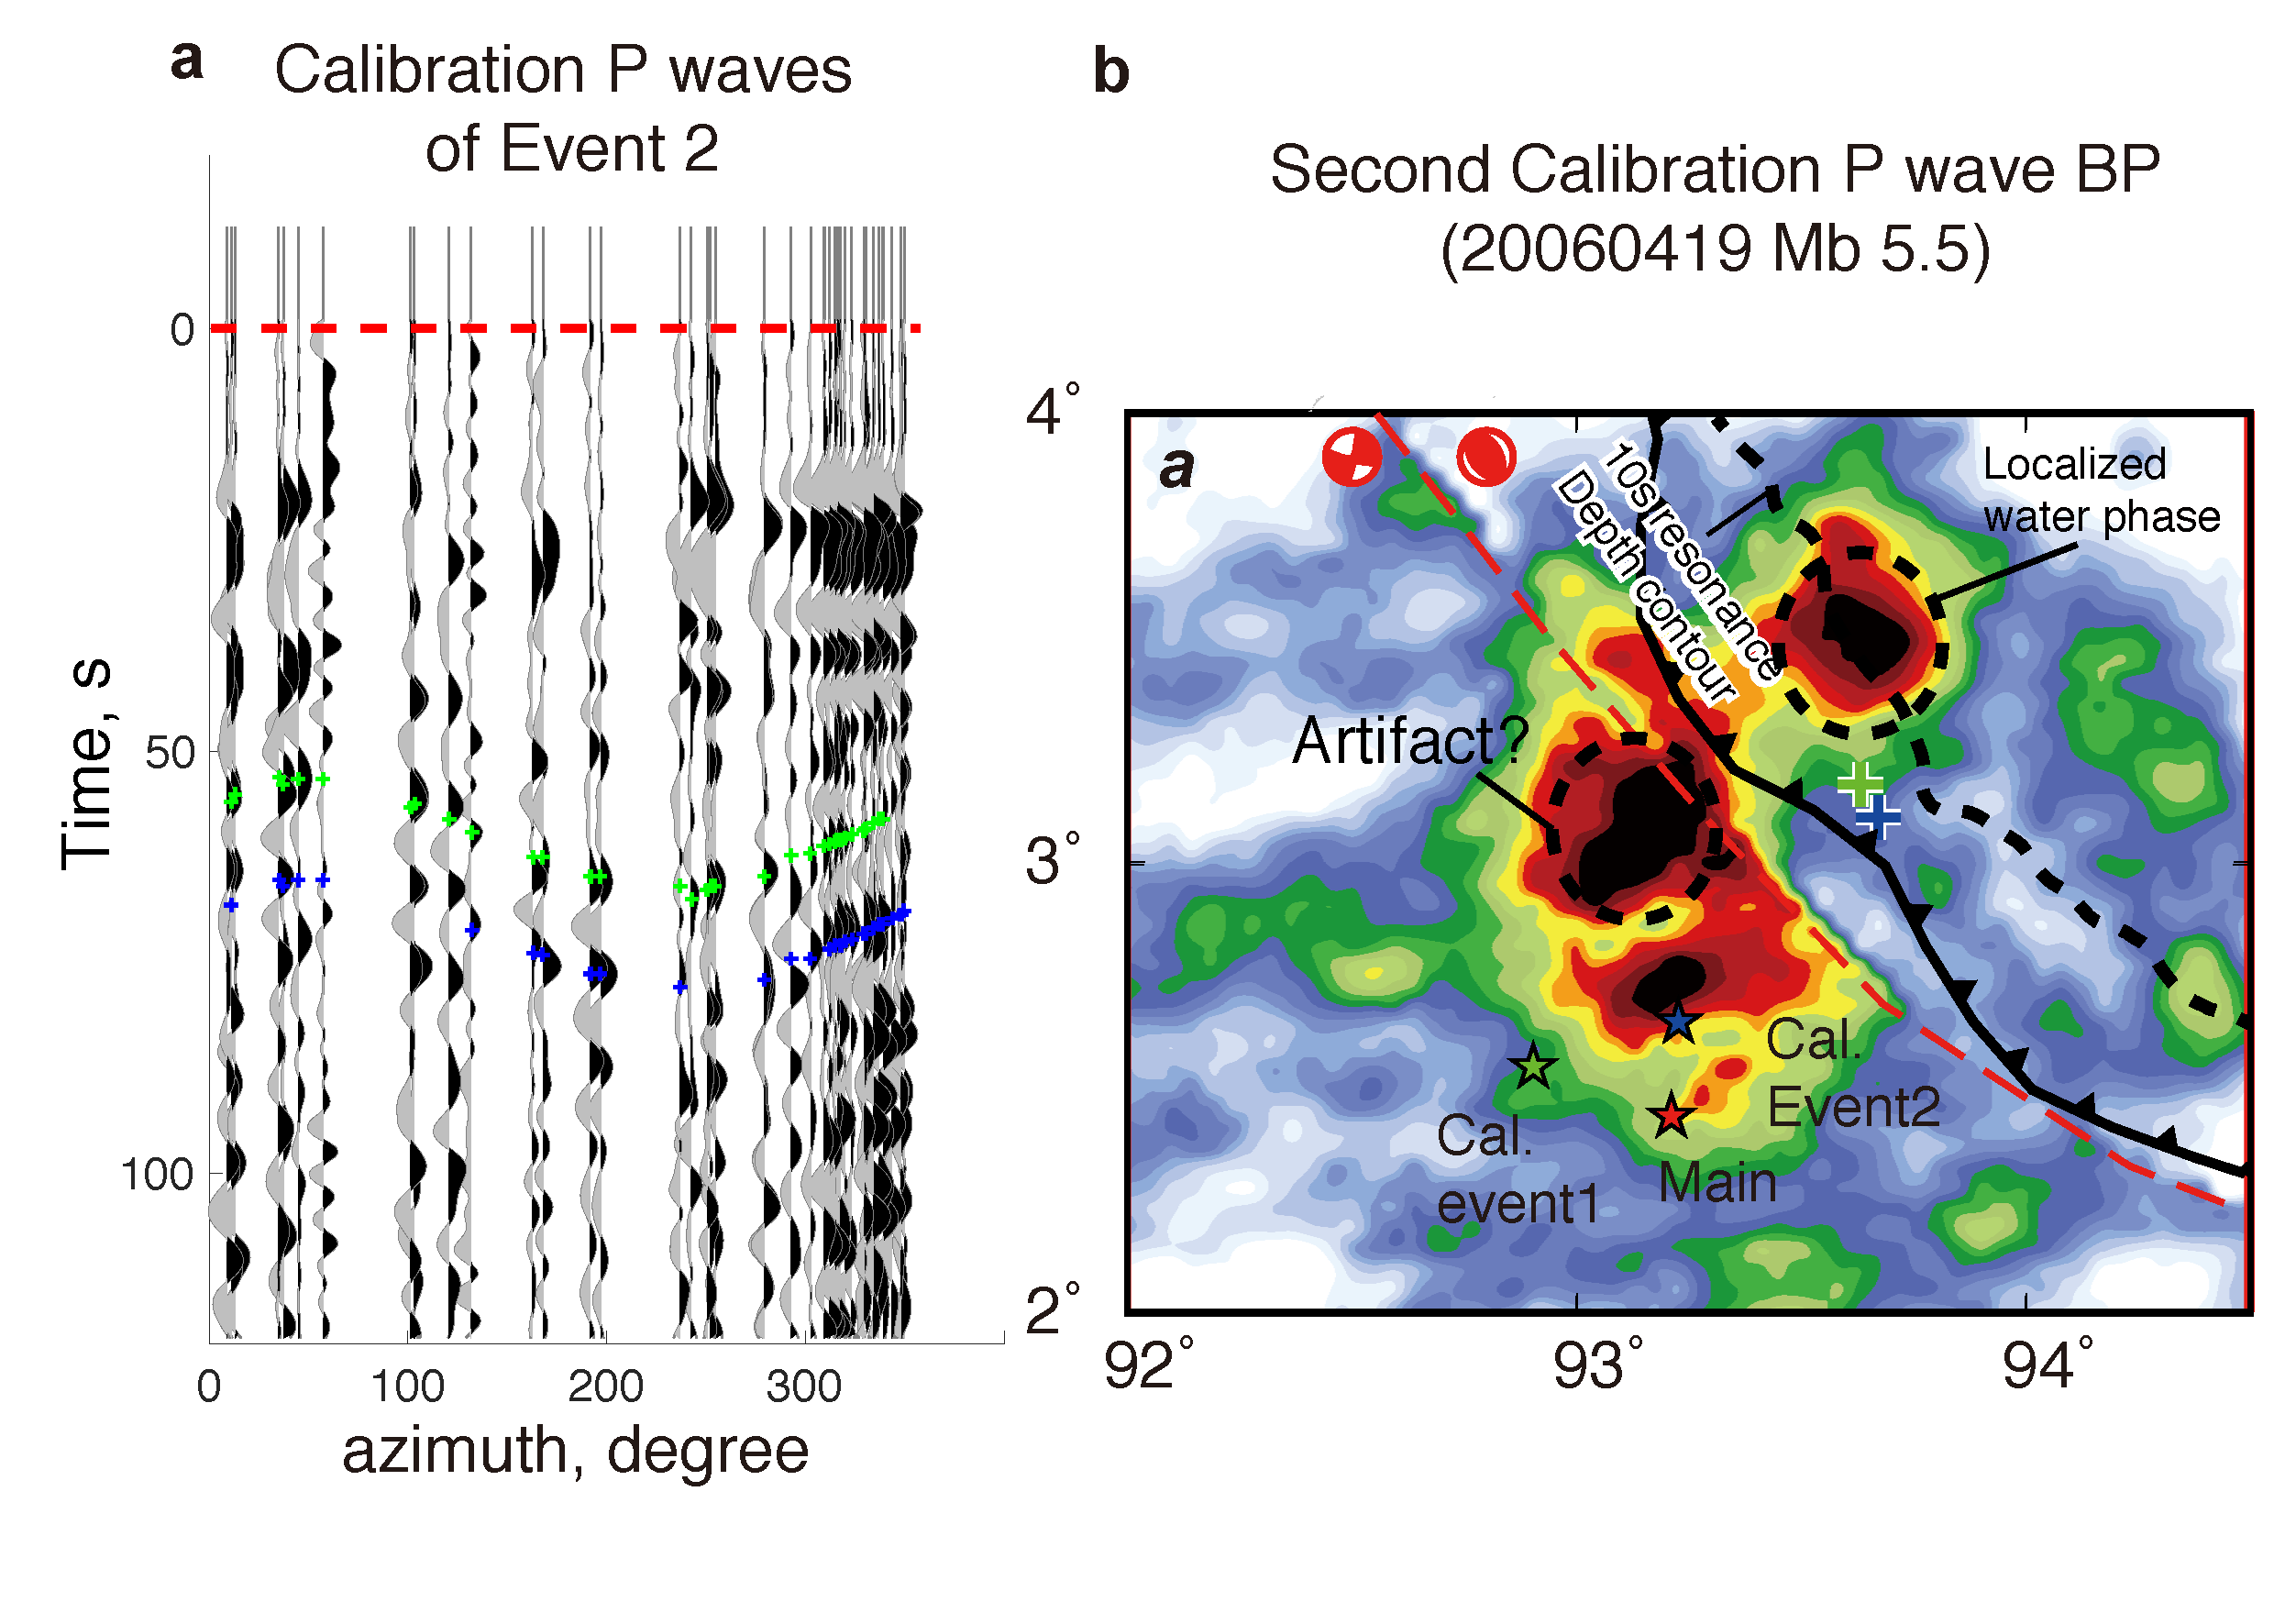 a
Calibration P waves
of Event 2
0
50
100
Time, s
0
100
200
300
azimuth, degree
b
Second Calibration P wave BP
(20060419 Mb 5.5)
4°
3°
2°
92°
93°
94°
a
10s resonance
Depth contour
Localized
water phase
Artifact?
Cal.
Event2
Cal.
event1
Main